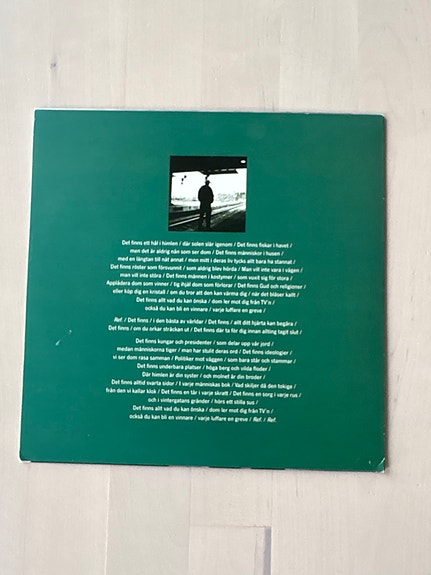 Det finns ett hål i himlen / där solen slår igenom / Det finns fiskar i havet /
men det är aldrig nån som ser dom / Det finns människor i husen /
med en längtan till nåt annat / men mitt i deras liv tycks allt bara ha stannat /
Det finns röster som försvunnit / som aldrig blev hörda / Man vill inte vara i vägen /
man vill inte störa / Det finns männen i kostymer / som vuxit sig för stora /
Applådera dom som vinner / tig ihjäl dom som förlorar / Det finns Gud och religioner /
eller köp dig en kristall / om du tror att den kan värma dig / när det blåser kallt /
Det finns allt vad du kan önska / dom ler mot dig från TV'n /
också du kan bli en vinnare / varje luffare en greve /
Ref. / Det finns / i den bästa av världar / Det finns / allt ditt hjärta kan begära /
Det finns / om du orkar sträcka ut / Det finns där ta för dig innan allting tagit slut /
Det finns kungar och presidenter / som delar upp vår jord /
medan människorna tiger / man har stulit deras ord / Det finns ideologier /
vi ser dom rasa samman / Politiker mot väggen / som bara står och stammar /
Det finns underbara platser / höga berg och vilda floder /
Där himlen är din syster / och molnet är din broder /
Det finns alltid svarta sidor / I varje människas bok / Vad skiljer då den tokige /
från den vi kallar klok / Det finns en tår i varje skratt / Det finns en sorg i varje rus /
och i vintergatans gränder / hörs ett stilla sus /
Det finns allt vad du kan önska / dom ler mot dig från TV'n /
också du kan bli en vinnare / varje luffare en greve / Ref. / Ref.